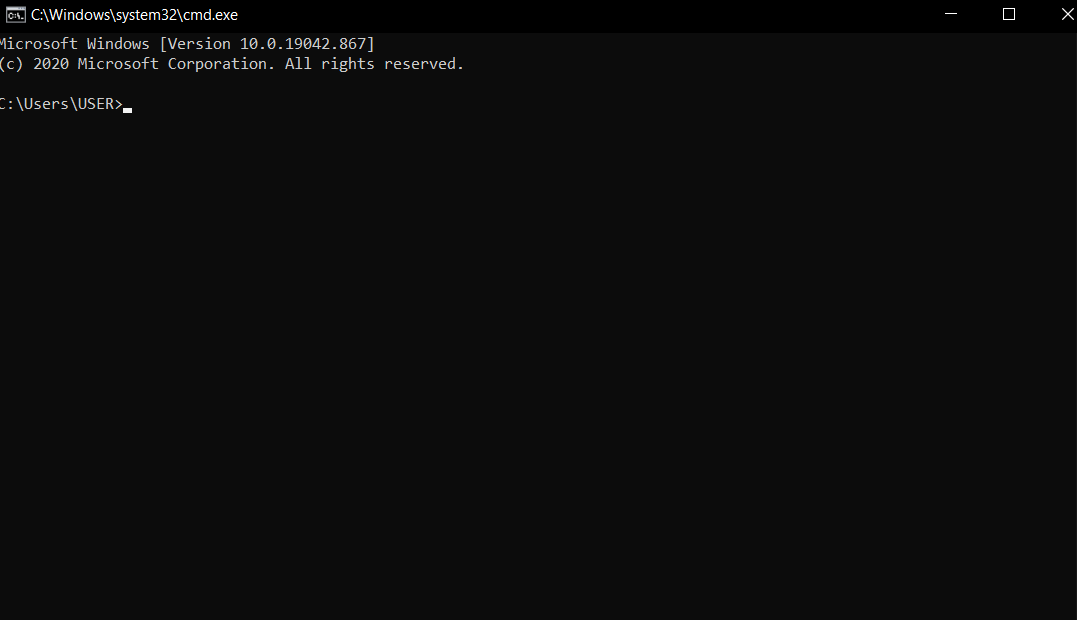 C:\Windows\system32\cmd.exe
Microsoft Windows [Version 10.0.19042.867]
(c) 2020 Microsoft Corporation. All rights reserved.
C:\Users\USER>